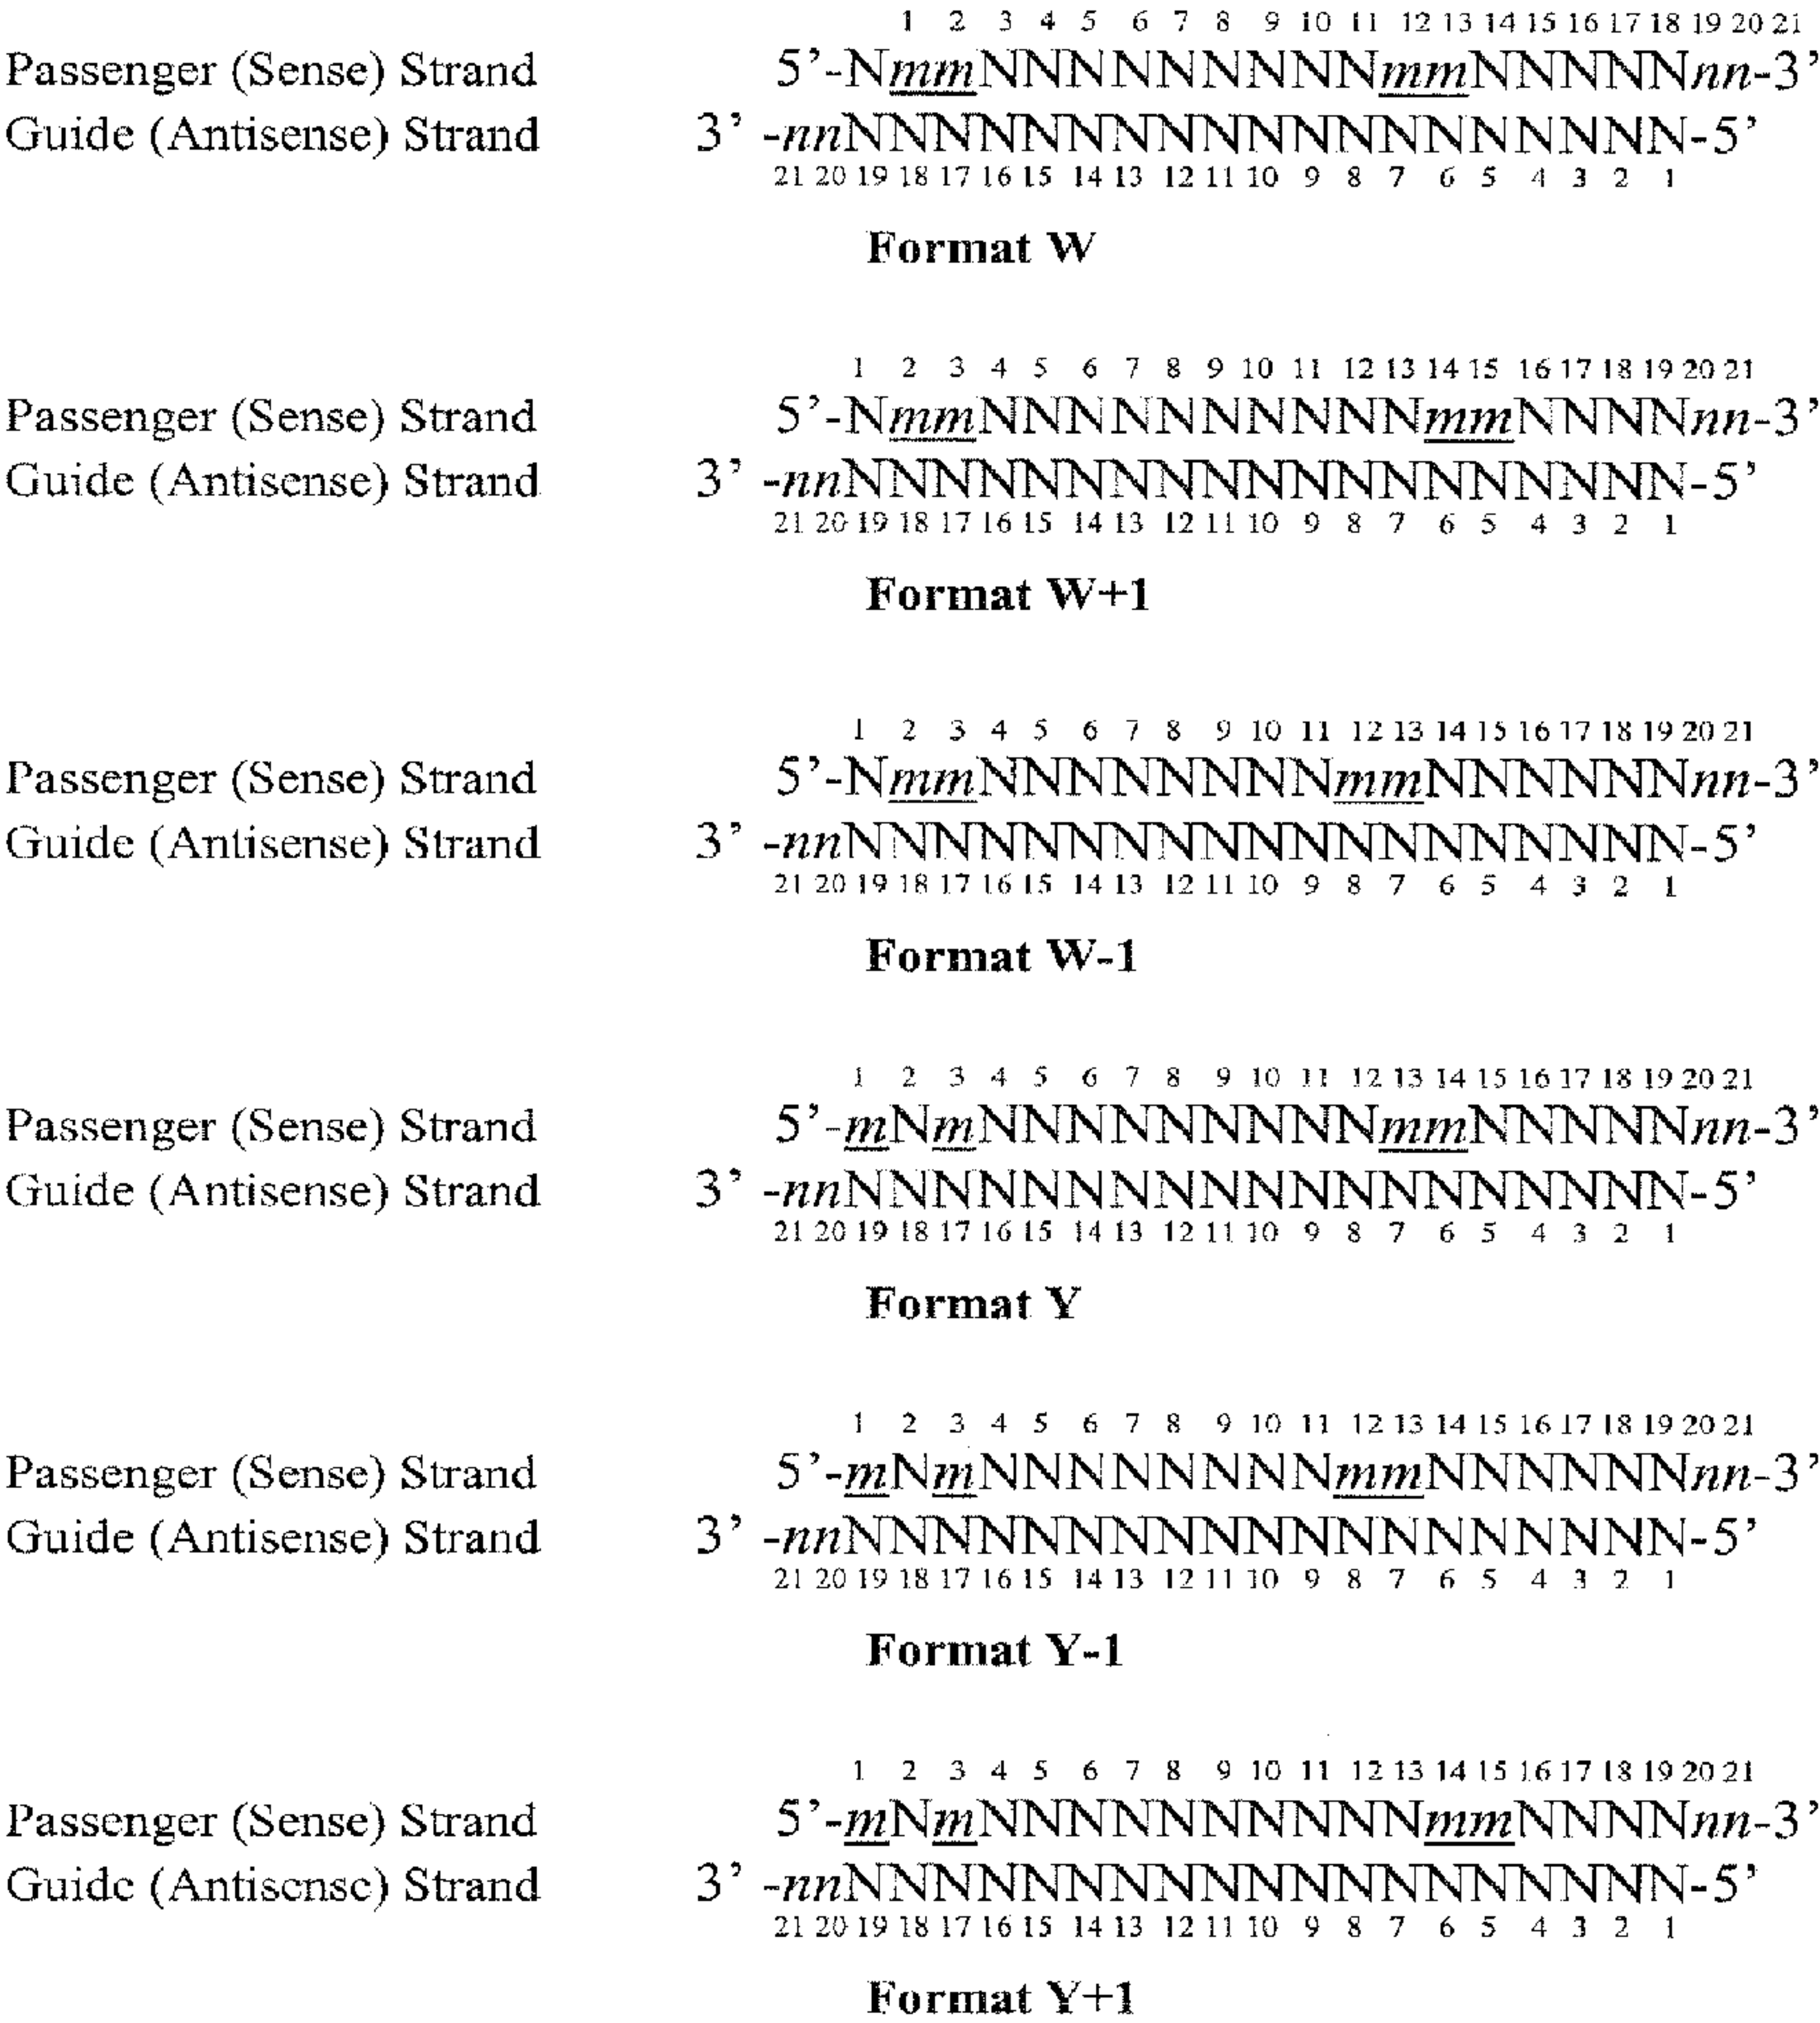 1 2 3 4 5 6 7 8 9 10 11 12 13 14 15 16 17 18 19 20 21
Passenger (Sense) Strand 5’-NmmNNNNNNNNNmmNNNNNnn-3’
Guide (Antisense) Strand 3’ -nnNNNNNNNNNNNNNNNNNNN-5’
21 20 19 18 17 16 15 14 13 12 11 10 9 8 7 6 5 4 3 2 1
Format W
1 2 3 4 5 6 7 8 9 10 11 12 13 14 15 16 17 18 19 20 21
Passenger (Sense) Strand 5’-NmmNNNNNNNNNNmmNNNNnn-3’
Guide (Antisense) Strand 3’ -nnNNNNNNNNNNNNNNNNNNN-5’
21 20 19 18 17 16 15 14 13 12 11 10 9 8 7 6 5 4 3 2 1
Format W+1
1 2 3 4 5 6 7 8 9 10 11 12 13 14 15 16 17 18 19 20 21
Passenger (Sense) Strand 5’-NmmNNNNNNNNmmNNNNNNnn-3’
Guide (Antisense) Strand 3’ -nnNNNNNNNNNNNNNNNNNNN-5’
21 20 19 18 17 16 15 14 13 12 11 10 9 8 7 6 5 4 3 2 1
Format W-1
1 2 3 4 5 6 7 8 9 10 11 12 13 14 15 16 17 18 19 20 21
Passenger (Sense) Strand 5’-mNmNNNNNNNNNmmNNNNNnn-3’
Guide (Antisense) Strand 3’ -nnNNNNNNNNNNNNNNNNNNN-5’
21 20 19 18 17 16 15 14 13 12 11 10 9 8 7 6 5 4 3 2 1
Format Y
1 2 3 4 5 6 7 8 9 10 11 12 13 14 15 16 17 18 19 20 21
Passenger (Sense) Strand 5’-mNmNNNNNNNNmmNNNNNNnn-3’
Guide (Antisense) Strand 3’ -nnNNNNNNNNNNNNNNNNNNN-5’
21 20 19 18 17 16 15 14 13 12 11 10 9 8 7 6 5 4 3 2 1
Format Y-1
1 2 3 4 5 6 7 8 9 10 11 12 13 14 15 16 17 18 19 20 21
Passenger (Sense) Strand 5’-mNmNNNNNNNNNNmmNNNNnn-3’
Guide (Antisense) Strand 3’ -nnNNNNNNNNNNNNNNNNNNN-5’
21 20 19 18 17 16 15 14 13 12 11 10 9 8 7 6 5 4 3 2 1
Format Y+1